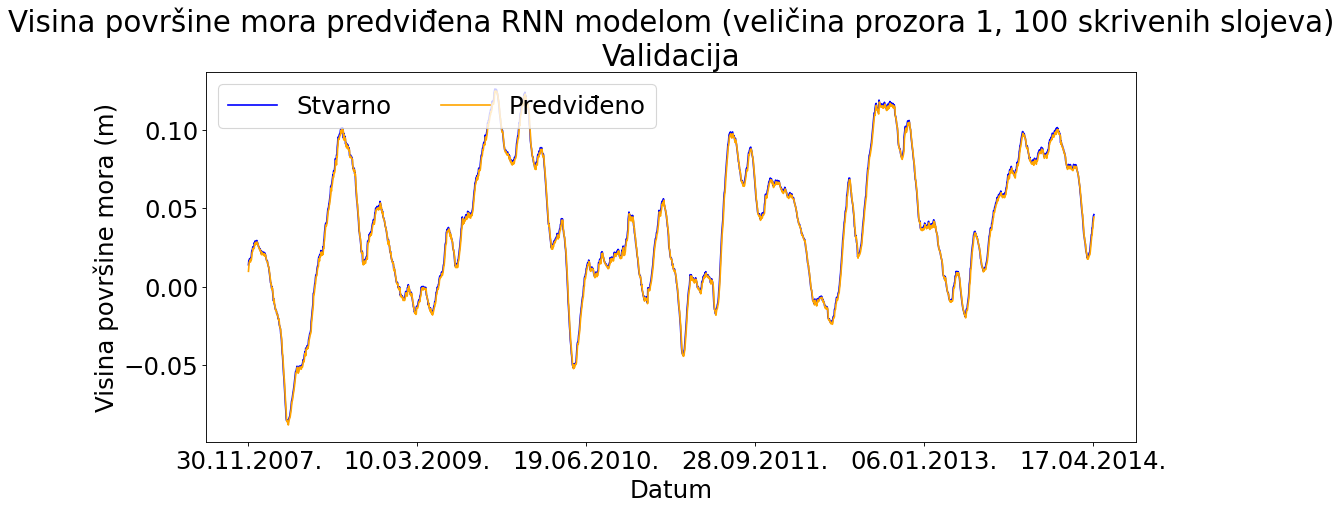 Visina površine mora predviđena RNN modelom (veličina prozora 1, 100 skrivenih slojeva)
Validacija
Stvarno Predviđeno
Visina površine mora (m)
0.10
0.05
0.00
−0.05
30.11.2007. 10.03.2009. 19.06.2010. 28.09.2011. 06.01.2013. 17.04.2014.
Datum